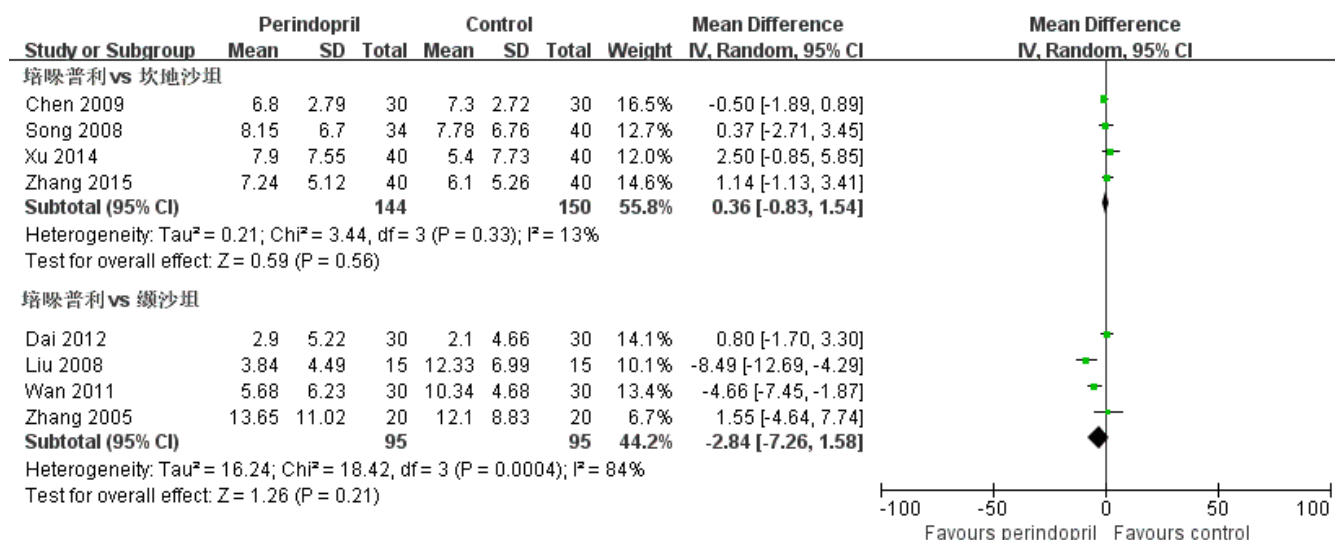 Perindopril Control Mean Difference Mean Difference
Study or Subgroup Mean SD Total Mean SD Total Weight IV, Random, 95% CI IV, Random, 95% CI
培哚普利vs 坎地沙坦
Chen 2009 6.8 2.79 30 7.3 2.72 30 16.5% -0.50 [-1.89, 0.89]
Song 2008 8.15 6.7 34 7.78 6.76 40 12.7% 0.37 [-2.71, 3.45]
Xu 2014 7.9 7.55 40 5.4 7.73 40 12.0% 2.50 [-0.85, 5.85]
Zhang 2015 7.24 5.12 40 6.1 5.26 40 14.6% 1.14 [-1.13, 3.41]
Subtotal (95% CI) 144 150 55.8% 0.36 [-0.83, 1.54]
Heterogeneity: Tau² = 0.21; Chi² = 3.44, df = 3 (P = 0.33); I² = 13%
Test for overall effect: Z = 0.59 (P = 0.56)
培哚普利vs 缬沙坦
Dai 2012 2.9 5.22 30 2.1 4.66 30 14.1% 0.80 [-1.70, 3.30]
Liu 2008 3.84 4.49 15 12.33 6.99 15 10.1% -8.49 [-12.69, -4.29]
Wan 2011 5.68 6.23 30 10.34 4.68 30 13.4% -4.66 [-7.45, -1.87]
Zhang 2005 13.65 11.02 20 12.1 8.83 20 6.7% 1.55 [-4.64, 7.74]
Subtotal (95% CI) 95 95 44.2% -2.84 [-7.26, 1.58]
Heterogeneity: Tau² = 16.24; Chi² = 18.42, df = 3 (P = 0.0004); I² = 84%
Test for overall effect: Z = 1.26 (P = 0.21)
-100 -50 0 50 100
Favours perindopril Favours control